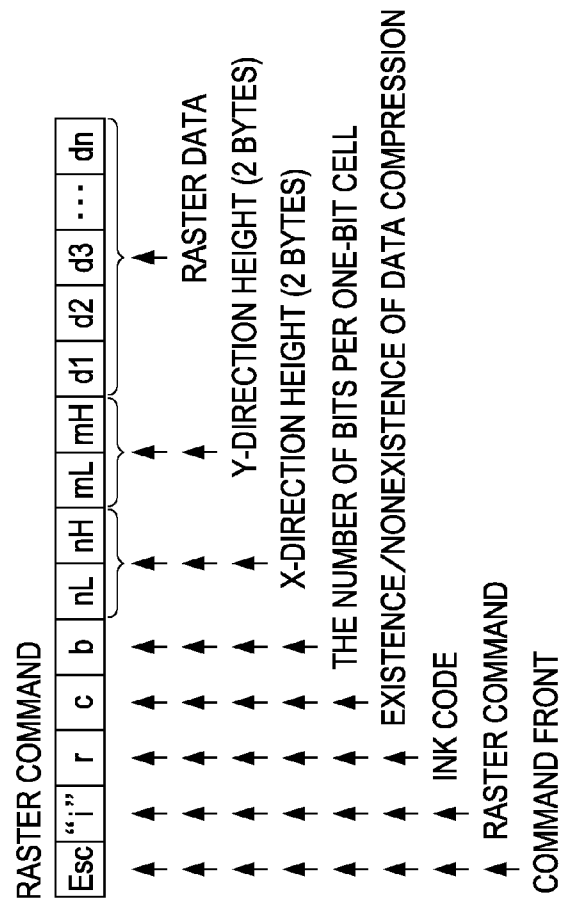 RASTER COMMAND
Esc “i” r c b nL nH mL mH d1 d2 d3 ... dn
RASTER DATA
Y-DIRECTION HEIGHT (2 BYTES)
X-DIRECTION HEIGHT (2 BYTES)
THE NUMBER OF BITS PER ONE-BIT CELL
EXISTENCE/NONEXISTENCE OF DATA COMPRESSION
INK CODE
RASTER COMMAND
COMMAND FRONT